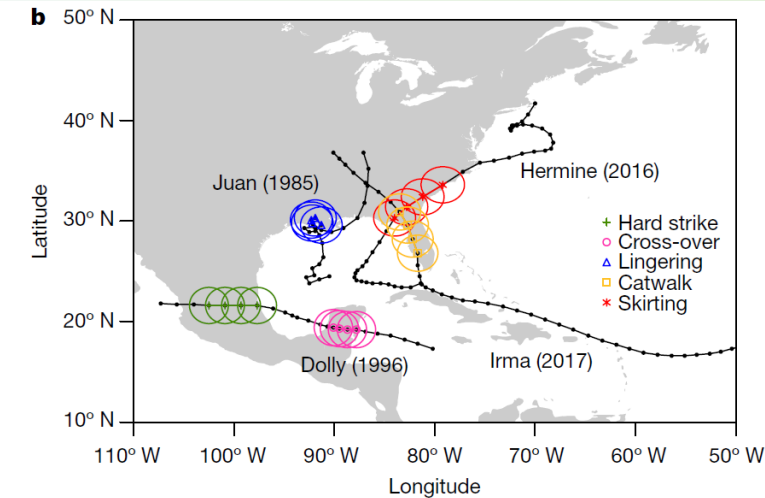 b
50° N
40° N
30° N
20° N
10° N
Latitude
Juan (1985)
Hermine (2016)
Hard strike
Cross-over
Lingering
Catwalk
Skirting
Dolly (1996)
Irma (2017)
110° W 100° W 90° W 80° W 70° W 60° W 50° W
Longitude